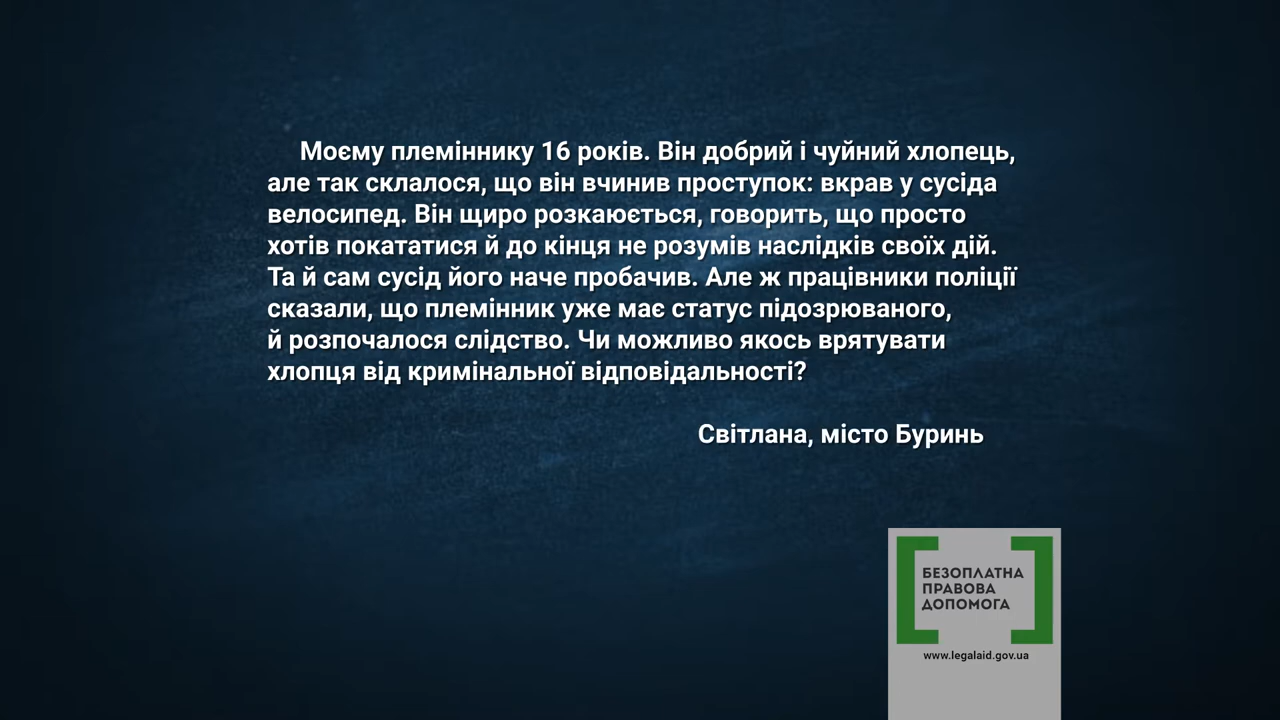 Моєму племіннику 16 років. Він добрий і чуйний хлопець,
але так склалося, що він вчинив проступок: вкрав у сусіда
велосипед. Він щиро розкаюється, говорить, що просто
хотів покататися й до кінця не розумів наслідків своїх дій.
Та й сам сусід його наче пробачив. Але ж працівники поліції
сказали, що племінник уже має статус підозрюваного,
й розпочалося слідство. Чи можливо якось врятувати
хлопця від кримінальної відповідальності?
Світлана, місто Буринь
БЕЗОПЛАТНА
ПРАВОВА
ДОПОМОГА
www.legalaid.gov.ua